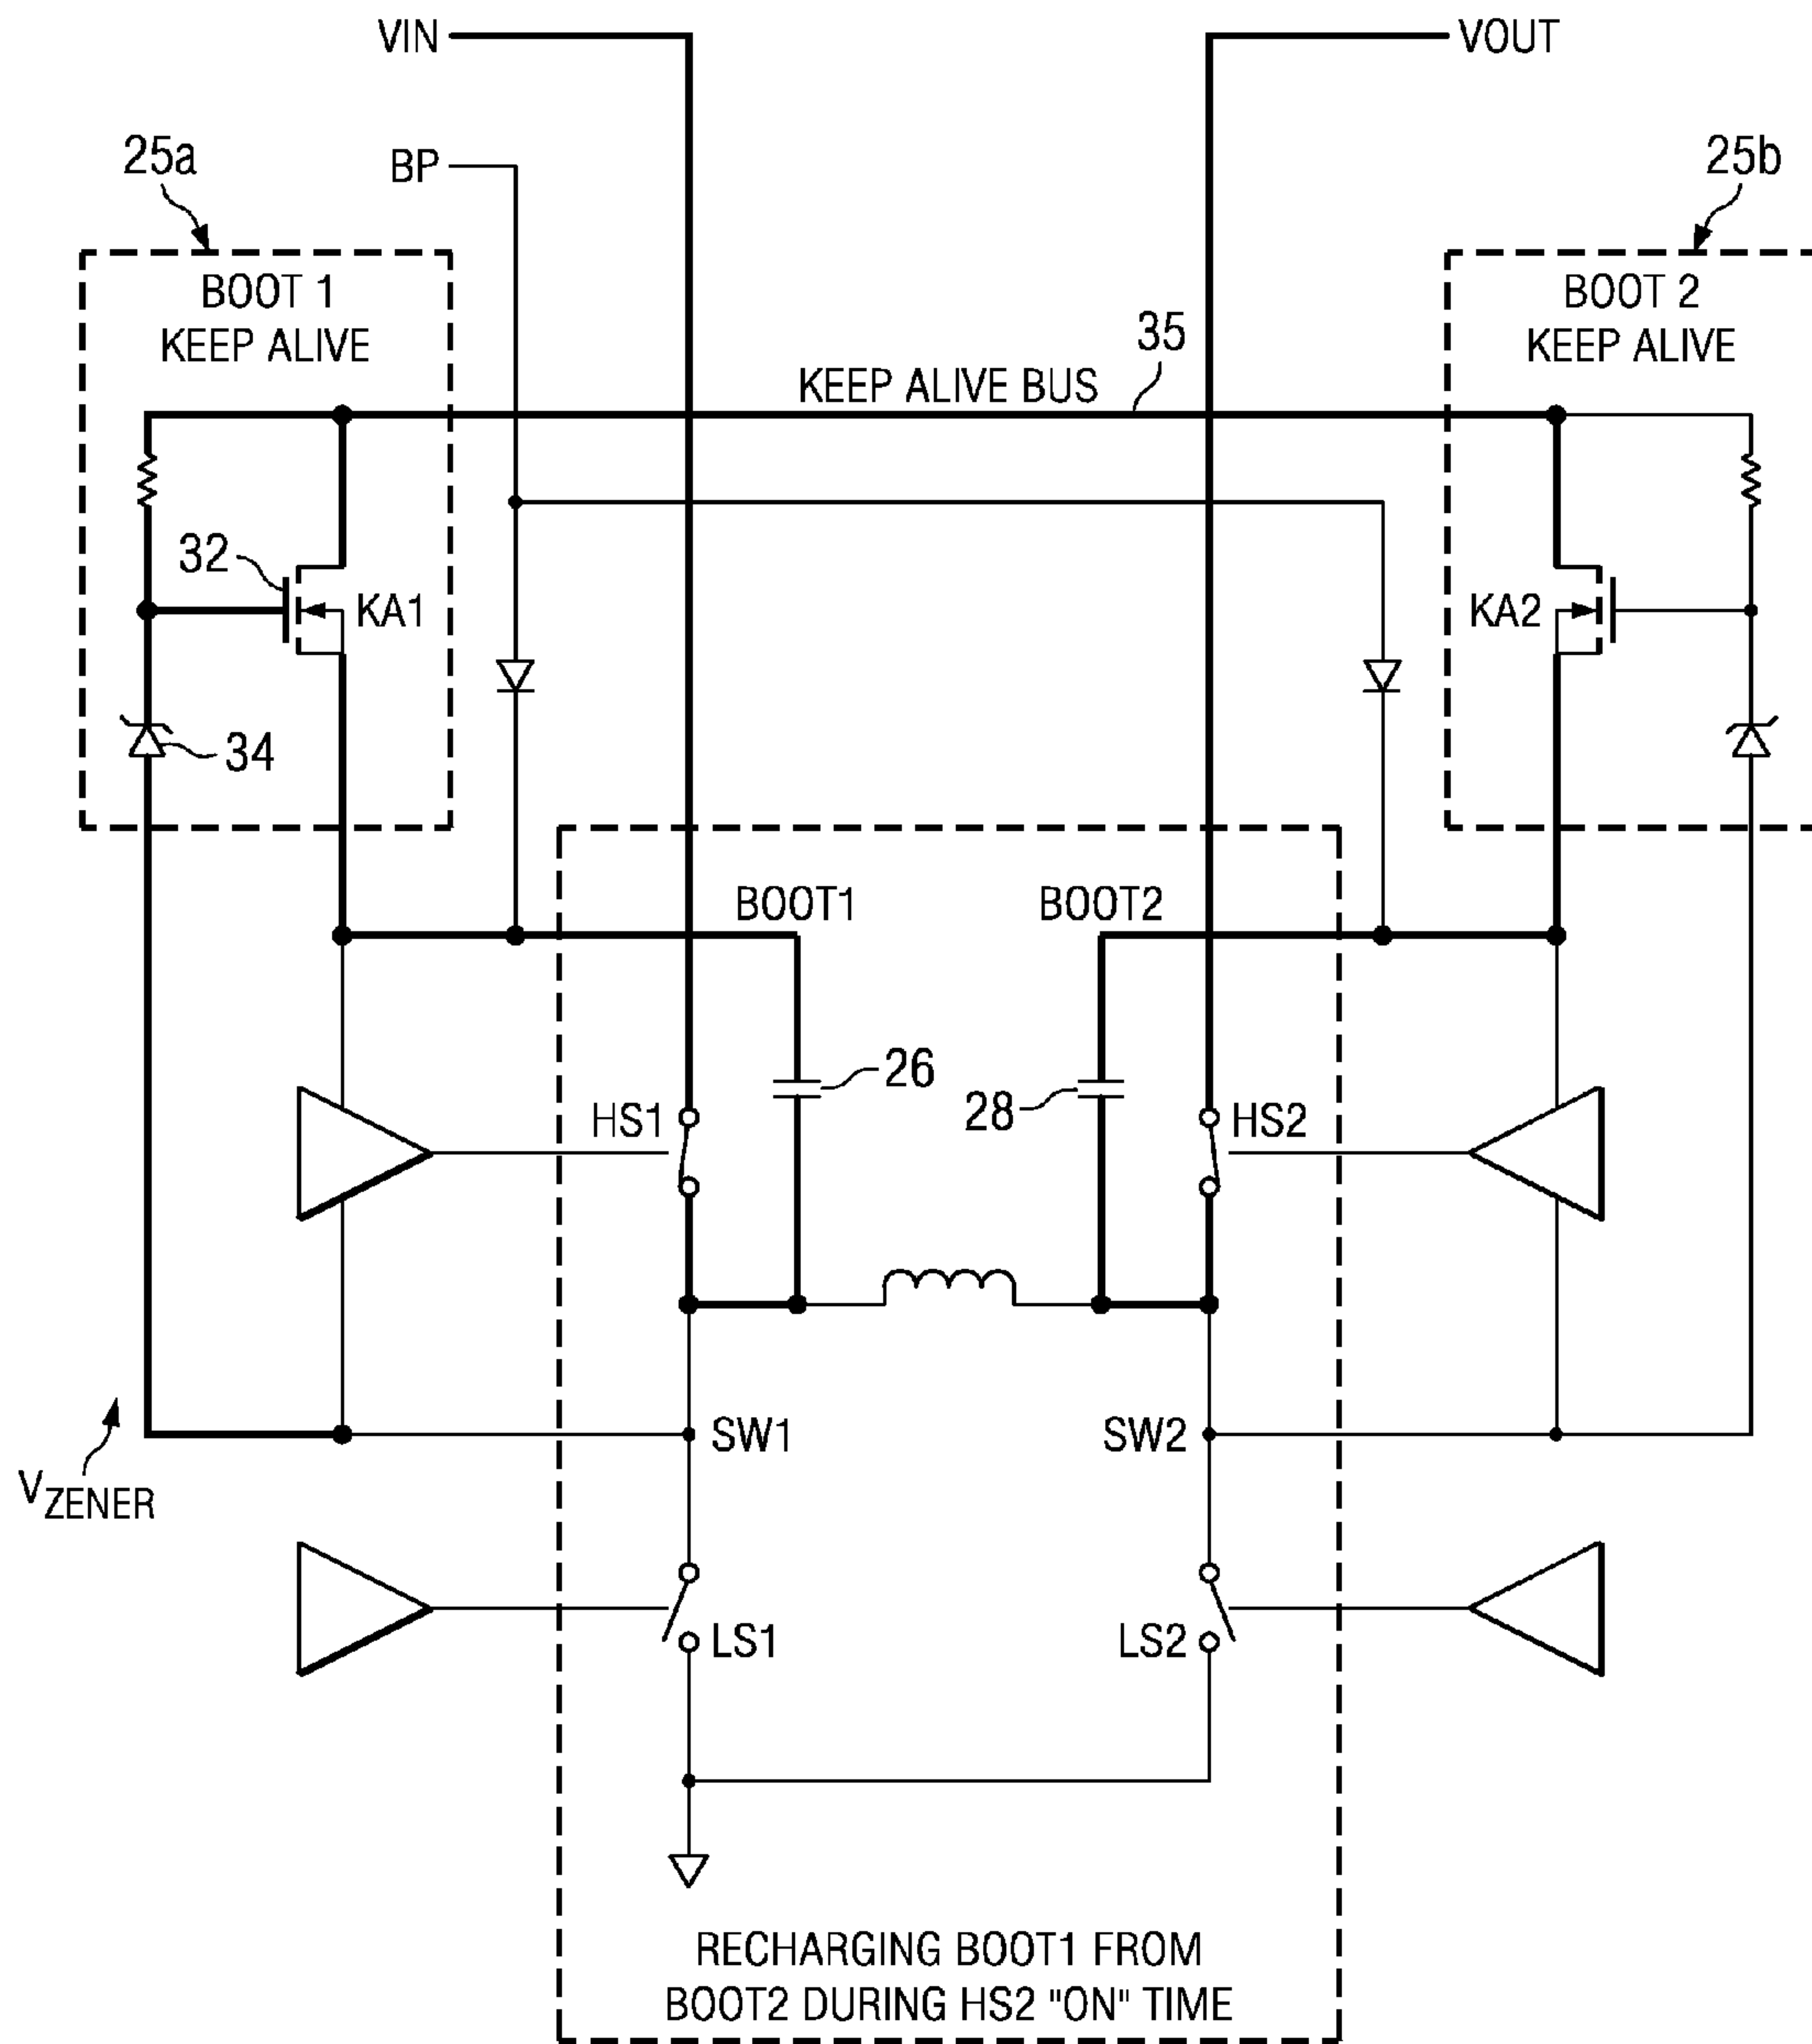 VIN
VOUT
BP
25a
25b
BOOT 1
KEEP ALIVE
BOOT 2
KEEP ALIVE
35
KEEP ALIVE BUS
32
KA1
KA2
34
BOOT1
BOOT2
26
28
HS1
HS2
SW1
SW2
VZENER
LS1
LS2
RECHARGING BOOT1 FROM
BOOT2 DURING HS2 "ON" TIME